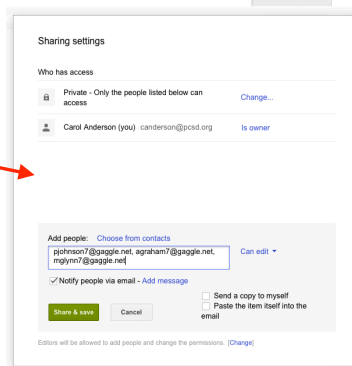 Sharing settings
Who has access
Private - Only the people listed below can
access
Change...
Carol Anderson (you) canderson@pcsd.org
Is owner
Add people: Choose from contacts
pjohnson7@gaggle.net, agraham7@gaggle.net,
mglynn7@gaggle.net
Can edit
Notify people via email - Add message
Send a copy to myself
Paste the item itself into the
email
Share & save
Cancel
Editors will be allowed to add people and change the permissions. [Change]